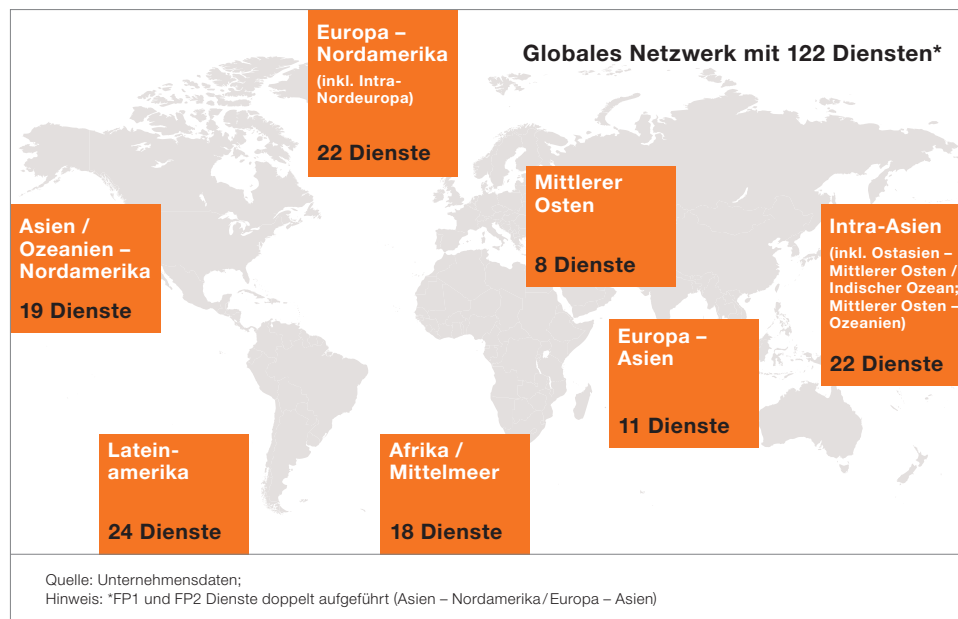 Globales Netzwerk mit 122 Diensten*
Europa –
Nordamerika
(inkl. Intra-
Nordeuropa)
22 Dienste
Mittlerer
Osten
8 Dienste
Asien /
Ozeanien –
Nordamerika
19 Dienste
Intra-Asien
(inkl. Ostasien –
Mittlerer Osten /
Indischer Ozean;
Mittlerer Osten –
Ozeanien)
22 Dienste
Europa –
Asien
11 Dienste
Latein-
amerika
24 Dienste
Afrika /
Mittelmeer
18 Dienste
Quelle: Unternehmensdaten;
Hinweis: *FP1 und FP2 Dienste doppelt aufgeführt (Asien – Nordamerika/Europa – Asien)